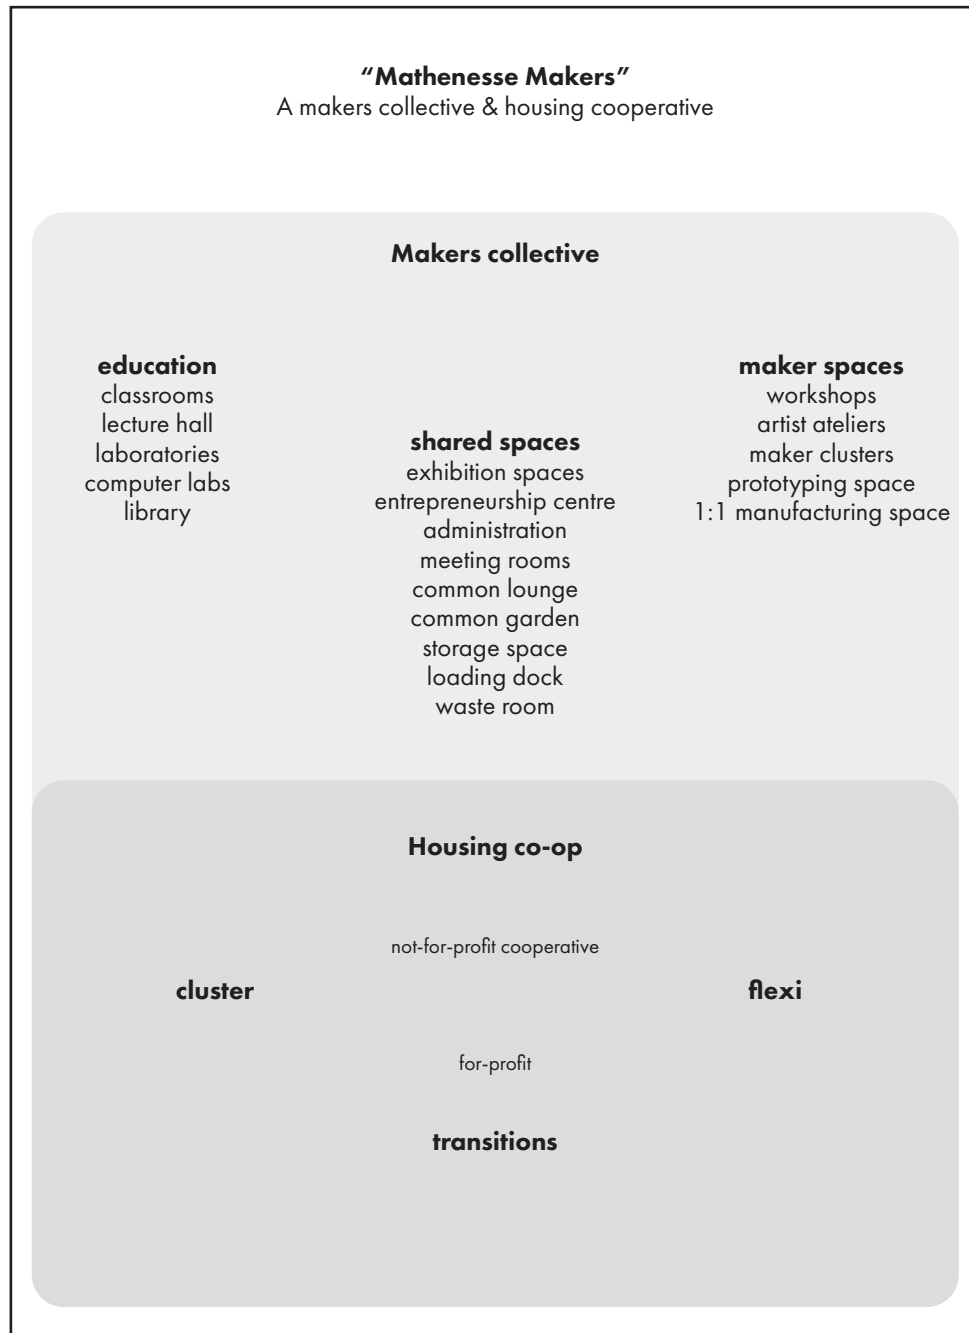 “Mathenesse Makers”
A makers collective & housing cooperative
Makers collective
education
classrooms
lecture hall
laboratories
computer labs
library
shared spaces
exhibition spaces
entrepreneurship centre
administration
meeting rooms
common lounge
common garden
storage space
loading dock
waste room
maker spaces
workshops
artist ateliers
maker clusters
prototyping space
1:1 manufacturing space
Housing co-op
not-for-profit cooperative
cluster
flexi
for-profit
transitions